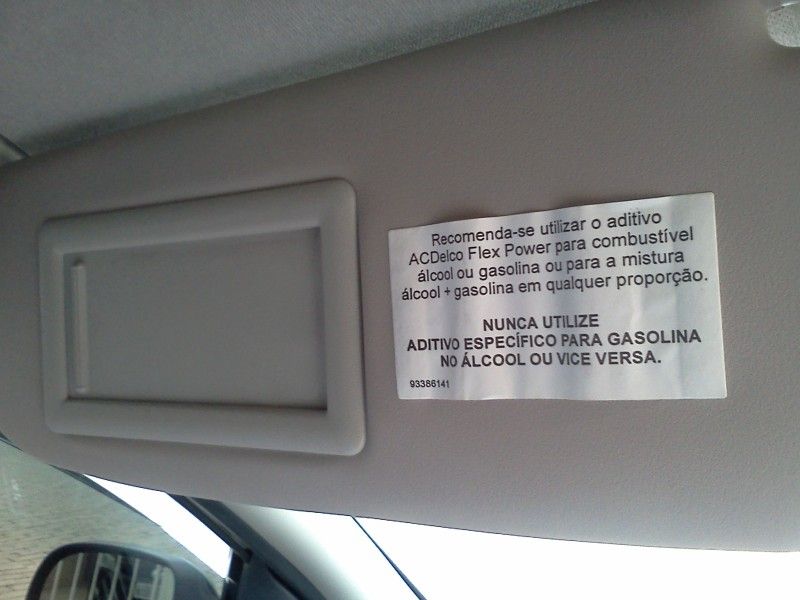 Recomenda-se utilizar o aditivo
ACDelco Flex Power para combustível
álcool ou gasolina ou para a mistura
álcool + gasolina em qualquer proporção.
NUNCA UTILIZE
ADITIVO ESPECÍFICO PARA GASOLINA
NO ÁLCOOL OU VICE VERSA.
93386141